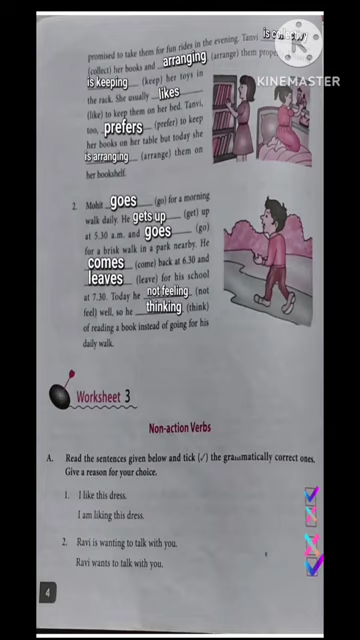 promised to take them for fun rides in the evening. Tanvi is collecting
(collect) her books and arranging (arrange) them
KINEMASTER
is keeping (keep) her toys in
the rack. She usually likes
(like) to keep them on her bed. Tanvi,
too, prefers (prefer) to keep
her books on her table but today she
is arranging (arrange) them on
her bookshelf.
2. Mohit goes (go) for a morning
walk daily. He gets up (get) up
at 5.30 a.m. and goes (go)
for a brisk walk in a park nearby. He
comes (come) back at 6.30 and
leaves (leave) for his school
at 7.30. Today he not feeling (not
feel) well, so he thinking (think)
of reading a book instead of going for his
daily walk.
Worksheet 3
Non-action Verbs
A. Read the sentences given below and tick (✓) the grammatically correct ones.
Give a reason for your choice.
1. I like this dress.
I am liking this dress.
2. Ravi is wanting to talk with you.
Ravi wants to talk with you.
4